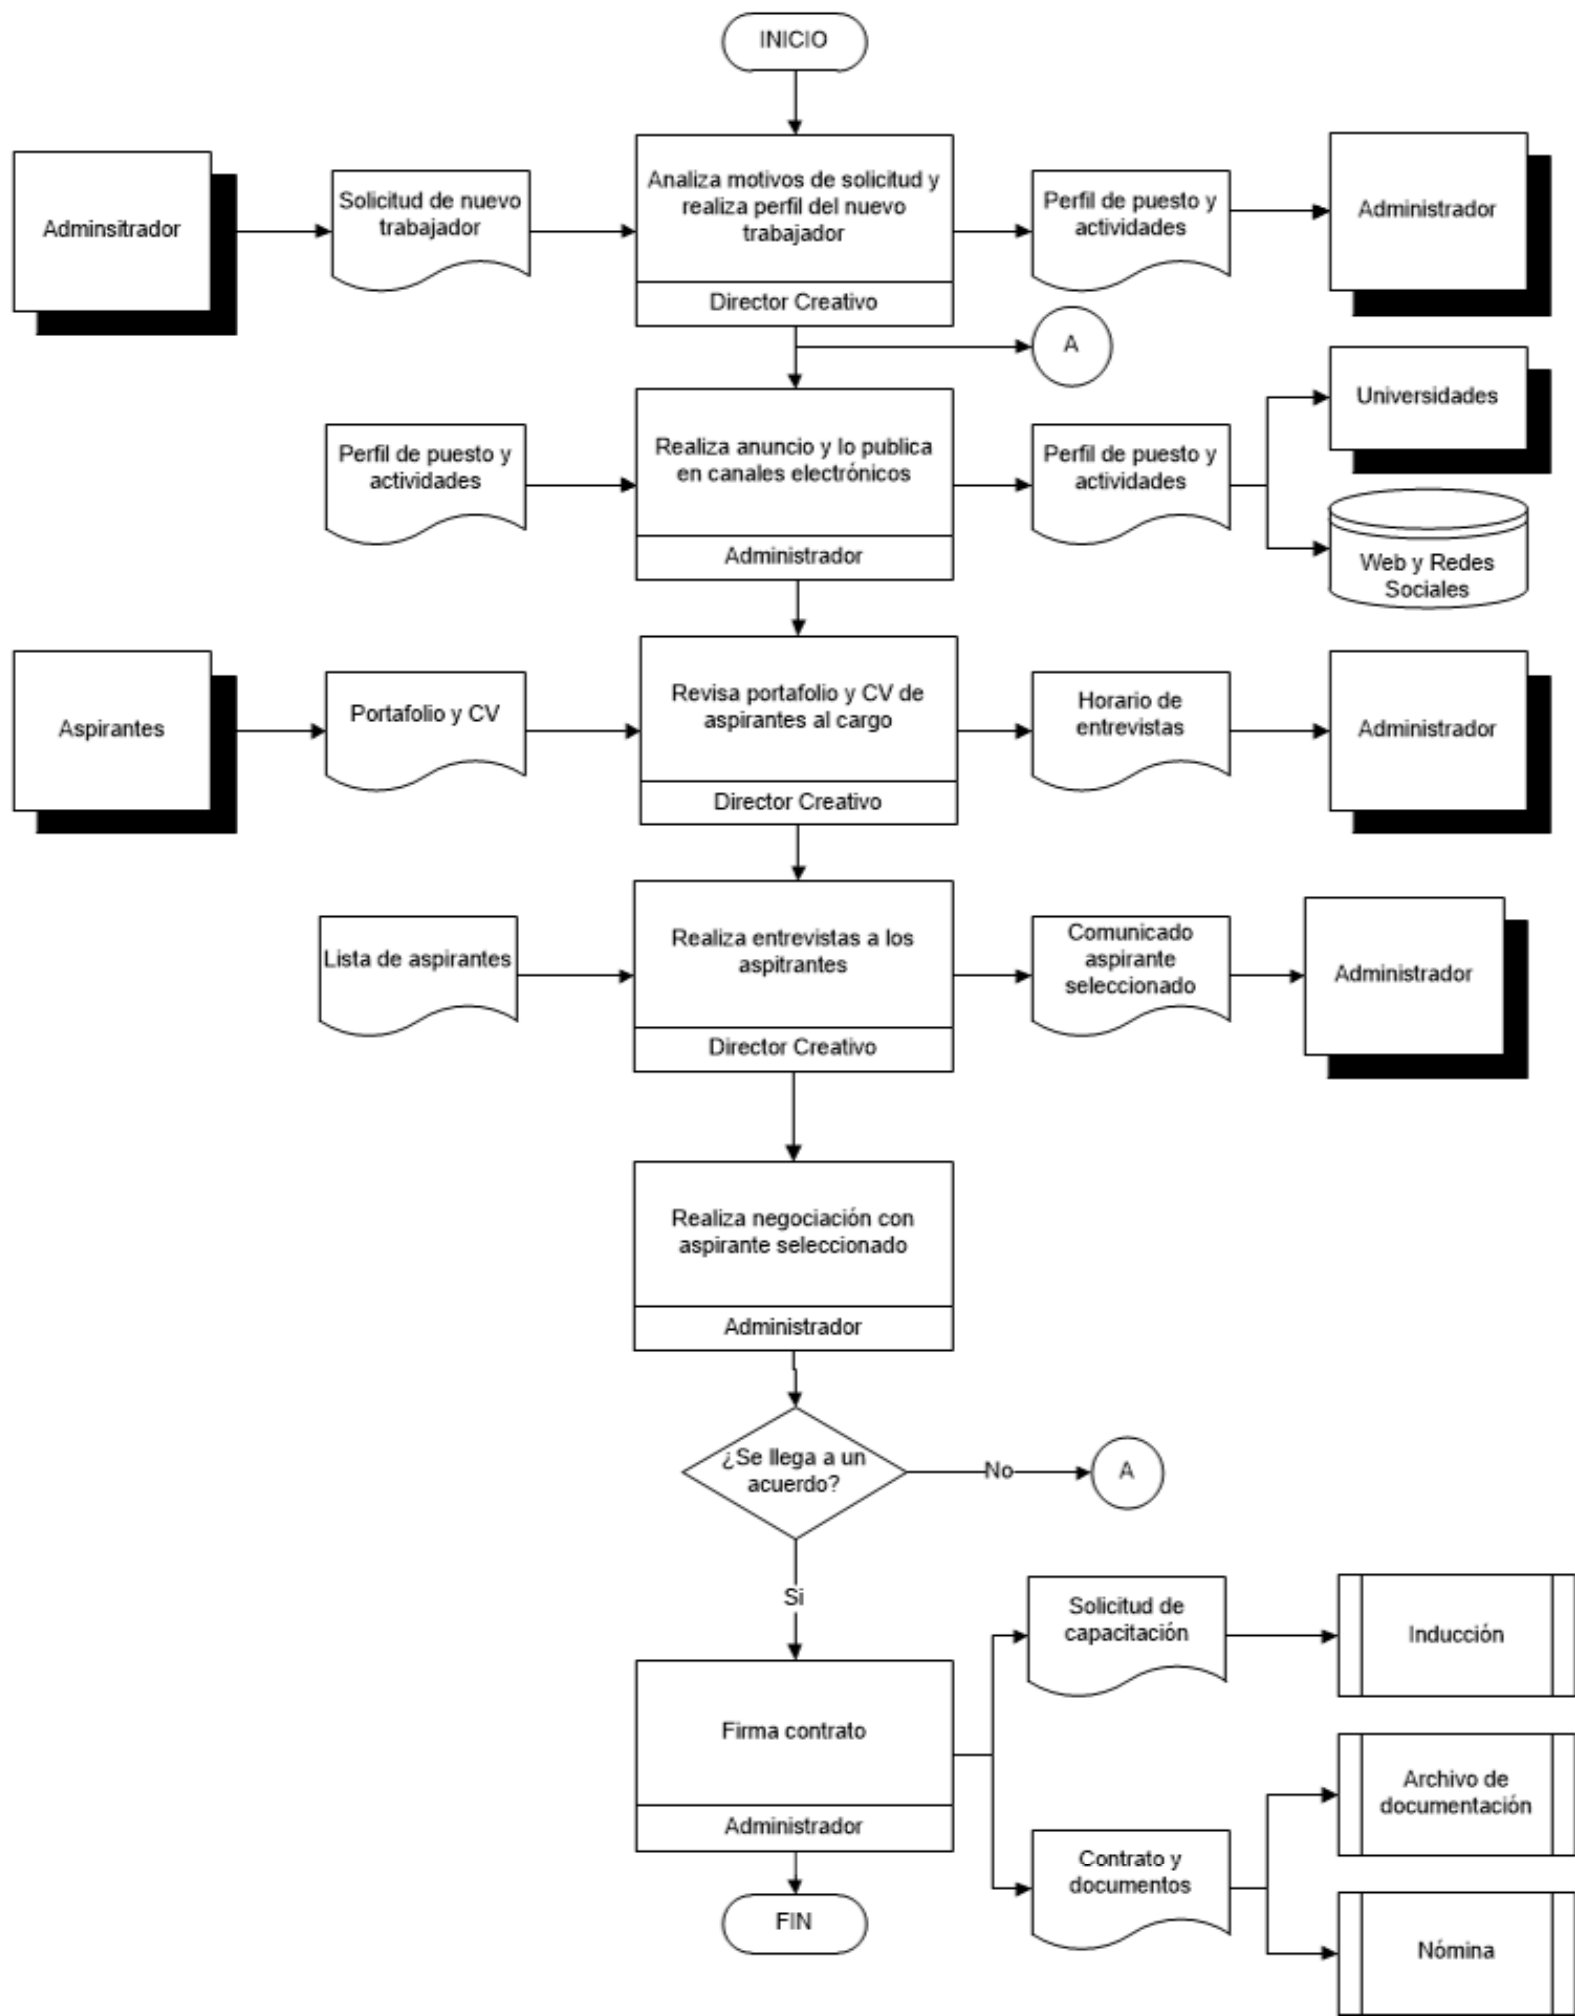 INICIO
Adminsitrador
Solicitud de nuevo
trabajador
Analiza motivos de solicitud y
realiza perfil del nuevo
trabajador
Director Creativo
Perfil de puesto y
actividades
Administrador
A
Perfil de puesto y
actividades
Realiza anuncio y lo publica
en canales electrónicos
Administrador
Perfil de puesto y
actividades
Universidades
Web y Redes
Sociales
Aspirantes
Portafolio y CV
Revisa portafolio y CV de
aspirantes al cargo
Director Creativo
Horario de
entrevistas
Administrador
Lista de aspirantes
Realiza entrevistas a los
aspitrantes
Director Creativo
Comunicado
aspirante
seleccionado
Administrador
Realiza negociación con
aspirante seleccionado
Administrador
¿Se llega a un
acuerdo?
No
A
Si
Firma contrato
Administrador
Solicitud de
capacitación
Inducción
Contrato y
documentos
Archivo de
documentación
Nómina
FIN